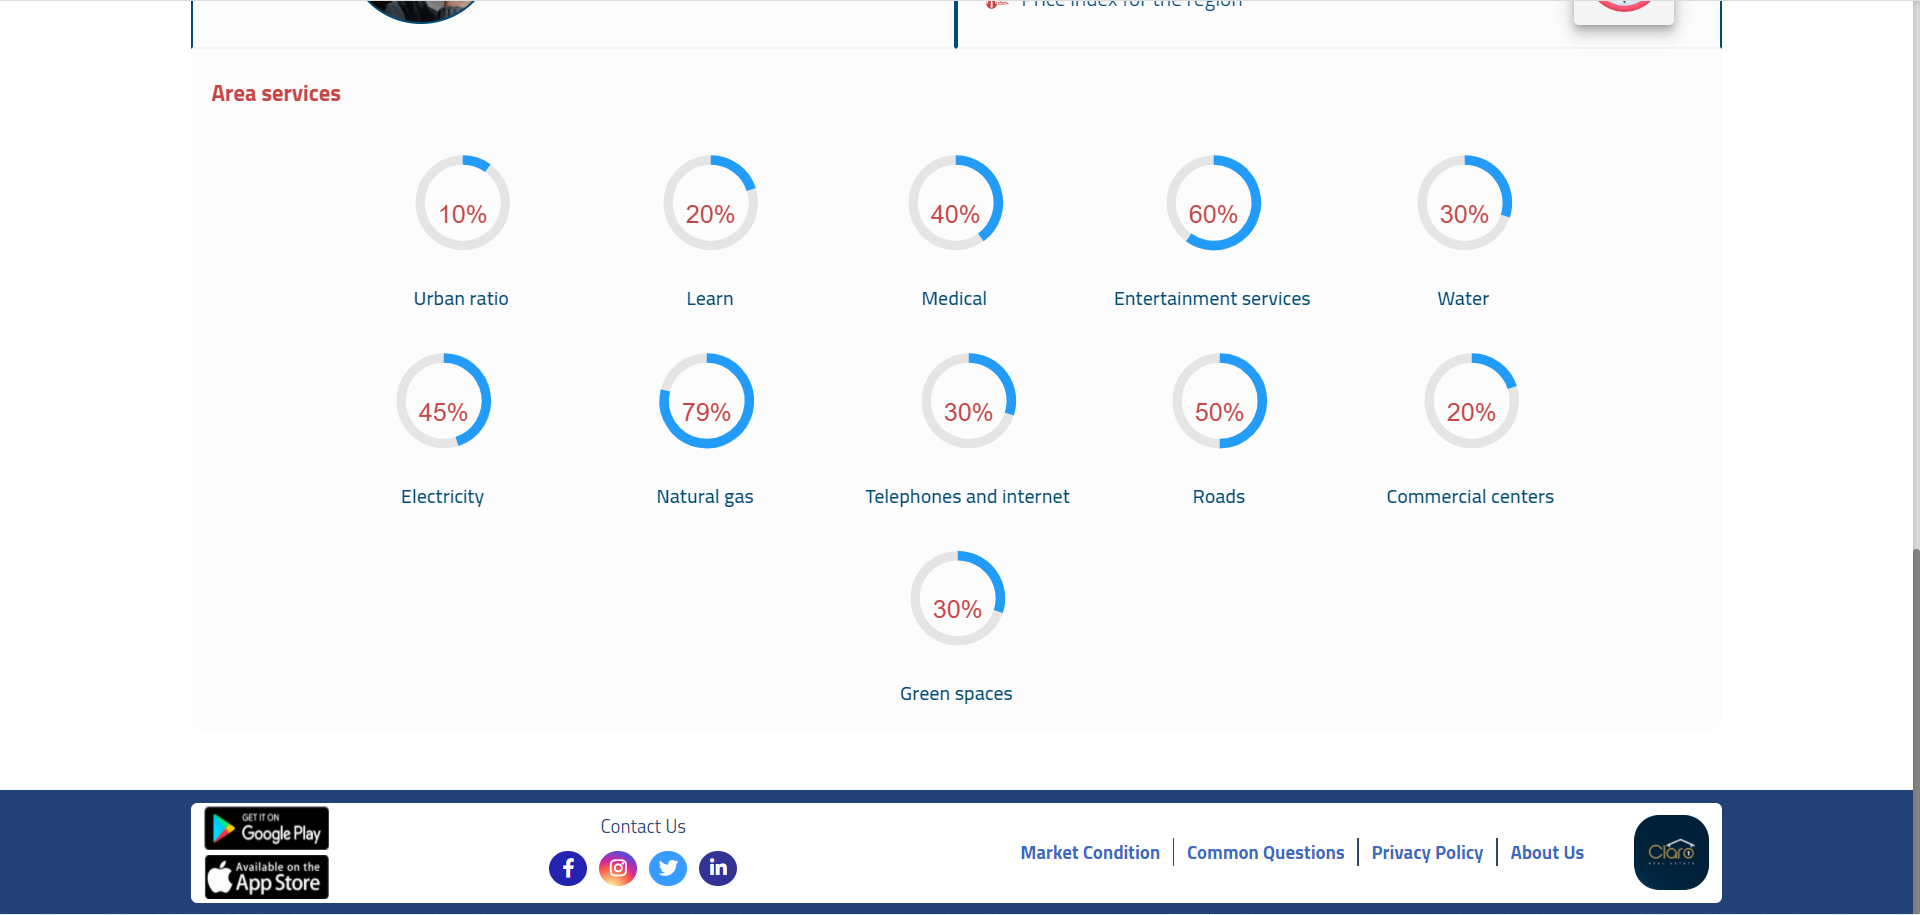 Price index for the region
Area services
10%
20%
40%
60%
30%
Urban ratio
Learn
Medical
Entertainment services
Water
45%
79%
30%
50%
20%
Electricity
Natural gas
Telephones and internet
Roads
Commercial centers
30%
Green spaces
GET IT ON
Google Play
Available on the
App Store
Contact Us
Market Condition
Common Questions
Privacy Policy
About Us
Claro
REAL ESTATE